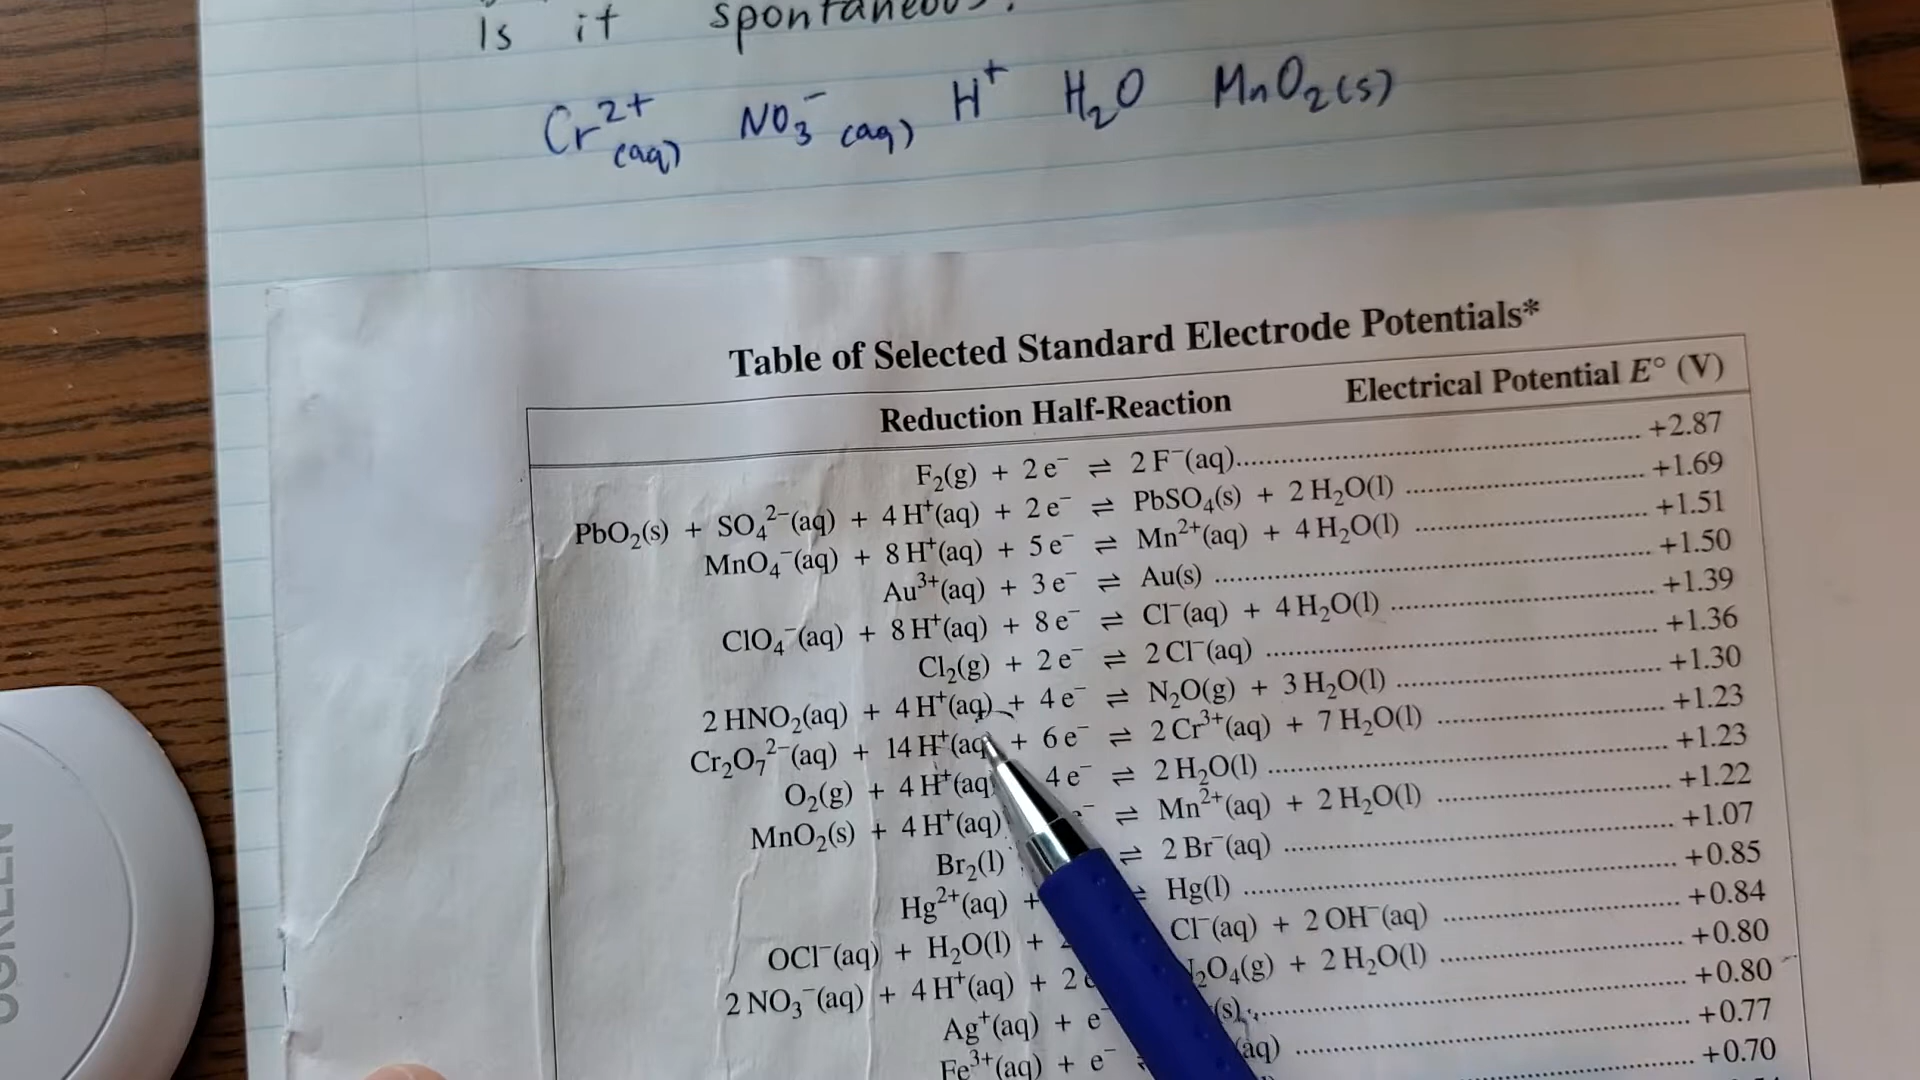 Is it spontaneous?
Cr²⁺(aq) NO₃⁻(aq) H⁺ H₂O MnO₂(s)
Table of Selected Standard Electrode Potentials*
Reduction Half-Reaction Electrical Potential E° (V)
F₂(g) + 2 e⁻ ⇌ 2 F⁻(aq) +2.87
PbO₂(s) + SO₄²⁻(aq) + 4 H⁺(aq) + 2 e⁻ ⇌ PbSO₄(s) + 2 H₂O(l) +1.69
MnO₄⁻(aq) + 8 H⁺(aq) + 5 e⁻ ⇌ Mn²⁺(aq) + 4 H₂O(l) +1.51
Au³⁺(aq) + 3 e⁻ ⇌ Au(s) +1.50
ClO₄⁻(aq) + 8 H⁺(aq) + 8 e⁻ ⇌ Cl⁻(aq) + 4 H₂O(l) +1.39
Cl₂(g) + 2 e⁻ ⇌ 2 Cl⁻(aq) +1.36
2 HNO₂(aq) + 4 H⁺(aq) + 4 e⁻ ⇌ N₂O(g) + 3 H₂O(l) +1.30
Cr₂O₇²⁻(aq) + 14 H⁺(aq) + 6 e⁻ ⇌ 2 Cr³⁺(aq) + 7 H₂O(l) +1.23
O₂(g) + 4 H⁺(aq) 4 e⁻ ⇌ 2 H₂O(l) +1.23
MnO₂(s) + 4 H⁺(aq) e⁻ ⇌ Mn²⁺(aq) + 2 H₂O(l) +1.22
Br₂(l) ⇌ 2 Br⁻(aq) +1.07
Hg²⁺(aq) + ⇌ Hg(l) +0.85
OCl⁻(aq) + H₂O(l) + Cl⁻(aq) + 2 OH⁻(aq) +0.84
2 NO₃⁻(aq) + 4 H⁺(aq) + 2 N₂O₄(g) + 2 H₂O(l) +0.80
Ag⁺(aq) + e⁻ (s) +0.80
Fe³⁺(aq) + e⁻ (aq) +0.77
+0.70
UGREEN